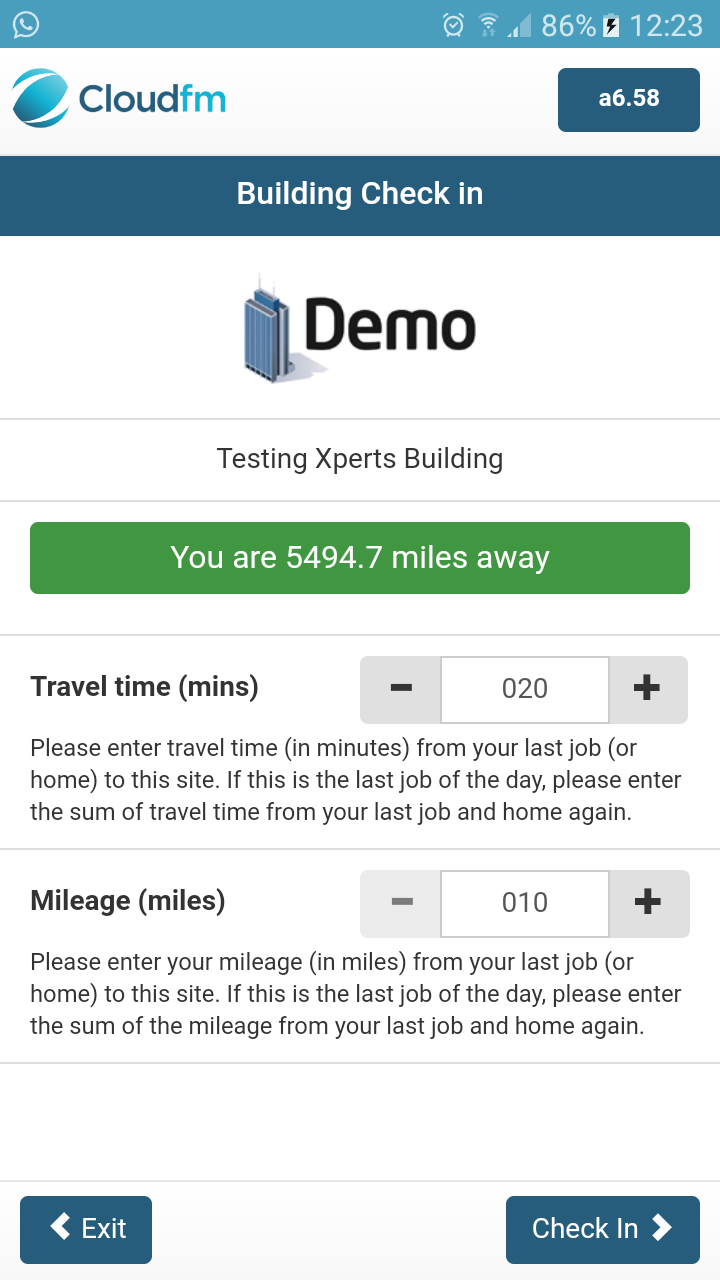 86% 12:23
Cloudfm
a6.58
Building Check in
Demo
Testing Xperts Building
You are 5494.7 miles away
Travel time (mins)
020
Please enter travel time (in minutes) from your last job (or
home) to this site. If this is the last job of the day, please enter
the sum of travel time from your last job and home again.
Mileage (miles)
010
Please enter your mileage (in miles) from your last job (or
home) to this site. If this is the last job of the day, please enter
the sum of the mileage from your last job and home again.
Exit
Check In